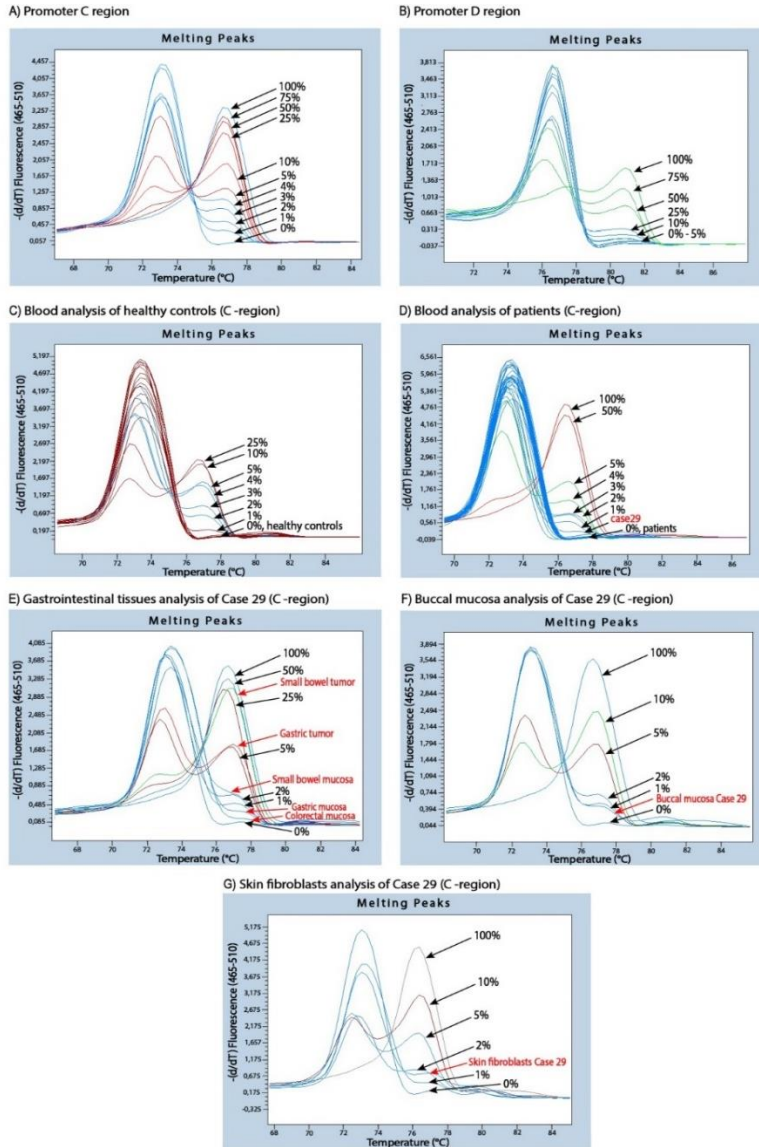 A) Promoter C region
Melting Peaks
-(d/dT) Fluorescence (465-510)
4,457
4,057
3,657
3,257
2,857
2,457
2,057
1,657
1,257
0,857
0,457
0,057
100%
75%
50%
25%
10%
5%
4%
3%
2%
1%
0%
68 70 72 74 76 78 80 82 84
Temperature (°C)
B) Promoter D region
Melting Peaks
-(d/dT) Fluorescence (465-510)
3,813
3,463
3,113
2,763
2,413
2,063
1,713
1,363
1,013
0,663
0,313
-0,037
100%
75%
50%
25%
10%
0% - 5%
72 74 76 78 80 82 84 86
Temperature (°C)
C) Blood analysis of healthy controls (C -region)
Melting Peaks
-(d/dT) Fluorescence (465-510)
5,197
4,697
4,197
3,697
3,197
2,697
2,197
1,697
1,197
0,697
0,197
25%
10%
5%
4%
3%
2%
1%
0%, healthy controls
70 72 74 76 78 80 82 84
Temperature (°C)
D) Blood analysis of patients (C-region)
Melting Peaks
-(d/dT) Fluorescence (465-510)
6,561
5,961
5,361
4,761
4,161
3,561
2,961
2,361
1,761
1,161
0,561
-0,039
100%
50%
5%
4%
3%
2%
1%
case29
0%, patients
70 72 74 76 78 80 82 84 86
Temperature (°C)
E) Gastrointestinal tissues analysis of Case 29 (C -region)
Melting Peaks
-(d/dT) Fluorescence (465-510)
4,085
3,685
3,285
2,885
2,485
2,085
1,685
1,285
0,885
0,485
0,085
100%
50%
Small bowel tumor
25%
Gastric tumor
5%
Small bowel mucosa
2%
1%
Gastric mucosa
Colorectal mucosa
0%
70 72 74 76 78 80 82 84
Temperature (°C)
F) Buccal mucosa analysis of Case 29 (C -region)
Melting Peaks
-(d/dT) Fluorescence (465-510)
3,894
3,544
3,194
2,844
2,494
2,144
1,794
1,444
1,094
0,744
0,394
0,044
100%
10%
5%
2%
1%
Buccal mucosa Case 29
0%
70 72 74 76 78 80 82 84
Temperature (°C)
G) Skin fibroblasts analysis of Case 29 (C -region)
Melting Peaks
-(d/dT) Fluorescence (465-510)
5,175
4,675
4,175
3,675
3,175
2,675
2,175
1,675
1,175
0,675
0,175
-0,325
100%
10%
5%
2%
Skin fibroblasts Case 29
1%
0%
68 70 72 74 76 78 80 82 84
Temperature (°C)